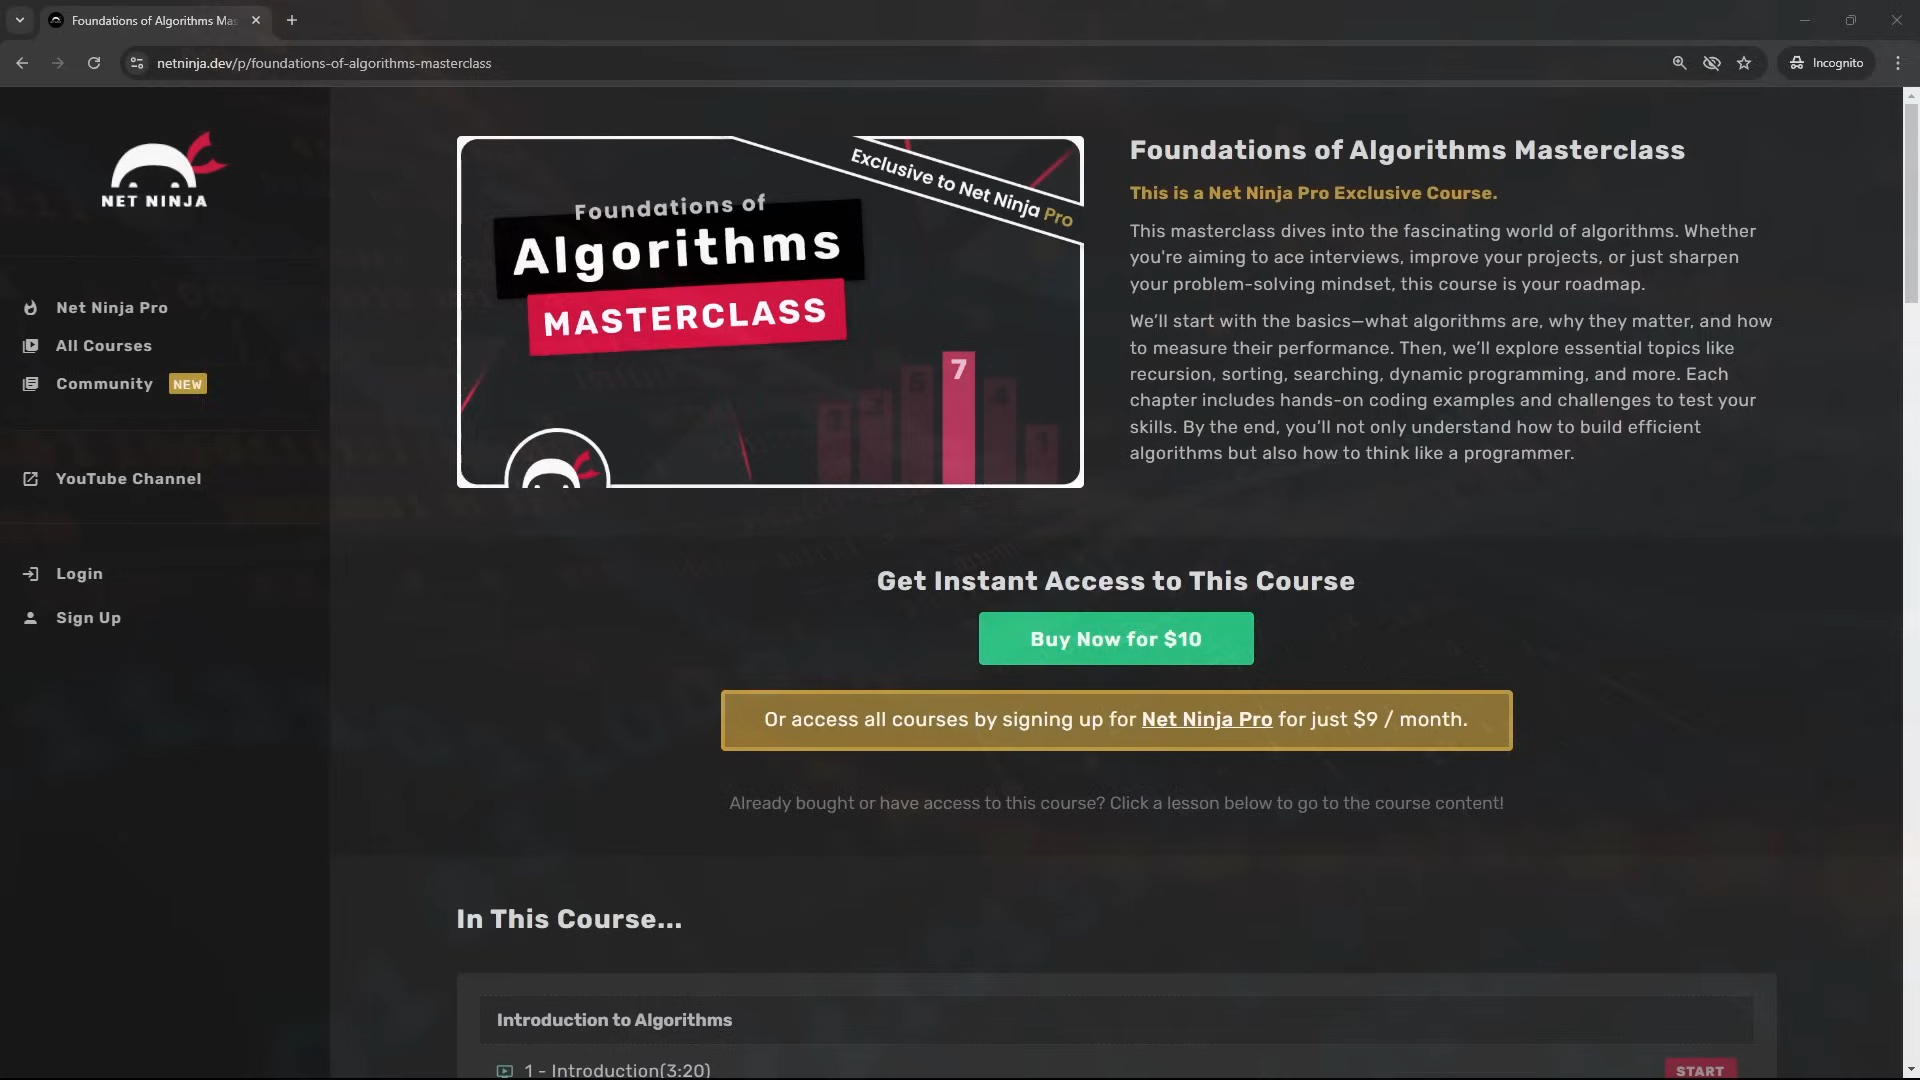 Foundations of Algorithms Mas
netninja.dev/p/foundations-of-algorithms-masterclass
Incognito
NET NINJA
Net Ninja Pro
All Courses
Community NEW
YouTube Channel
Login
Sign Up
Exclusive to Net Ninja Pro
Foundations of
Algorithms
MASTERCLASS
7
4
1
Foundations of Algorithms Masterclass
This is a Net Ninja Pro Exclusive Course.
This masterclass dives into the fascinating world of algorithms. Whether
you're aiming to ace interviews, improve your projects, or just sharpen
your problem-solving mindset, this course is your roadmap.
We'll start with the basics—what algorithms are, why they matter, and how
to measure their performance. Then, we'll explore essential topics like
recursion, sorting, searching, dynamic programming, and more. Each
chapter includes hands-on coding examples and challenges to test your
skills. By the end, you'll not only understand how to build efficient
algorithms but also how to think like a programmer.
Get Instant Access to This Course
Buy Now for $10
Or access all courses by signing up for Net Ninja Pro for just $9 / month.
Already bought or have access to this course? Click a lesson below to go to the course content!
In This Course...
Introduction to Algorithms
1 - Introduction(3:20)
START